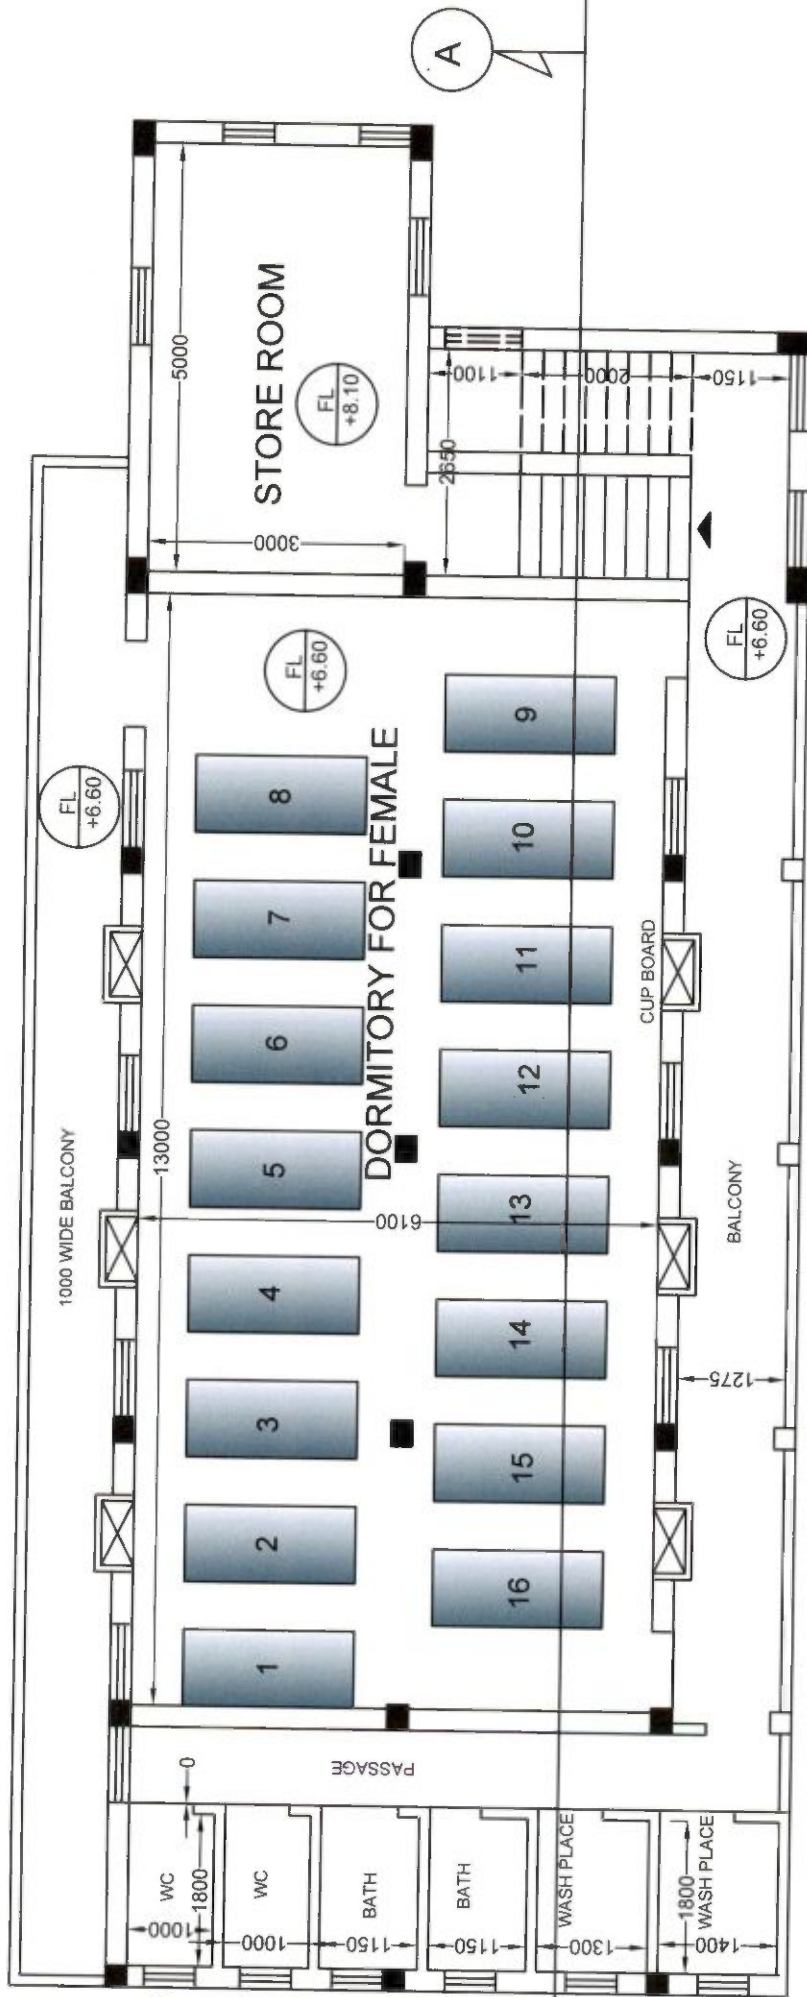 A
5000
STORE ROOM
FL
+8.10
3000
1100
2000
1150
2650
FL
+6.60
FL
+6.60
FL
+6.60
1000 WIDE BALCONY
13000
6100
DORMITORY FOR FEMALE
1
2
3
4
5
6
7
8
9
10
11
12
13
14
15
16
CUP BOARD
BALCONY
1275
PASSAGE
0
WC
1800
1000
WC
1000
BATH
1150
BATH
1150
WASH PLACE
1300
WASH PLACE
1800
1400